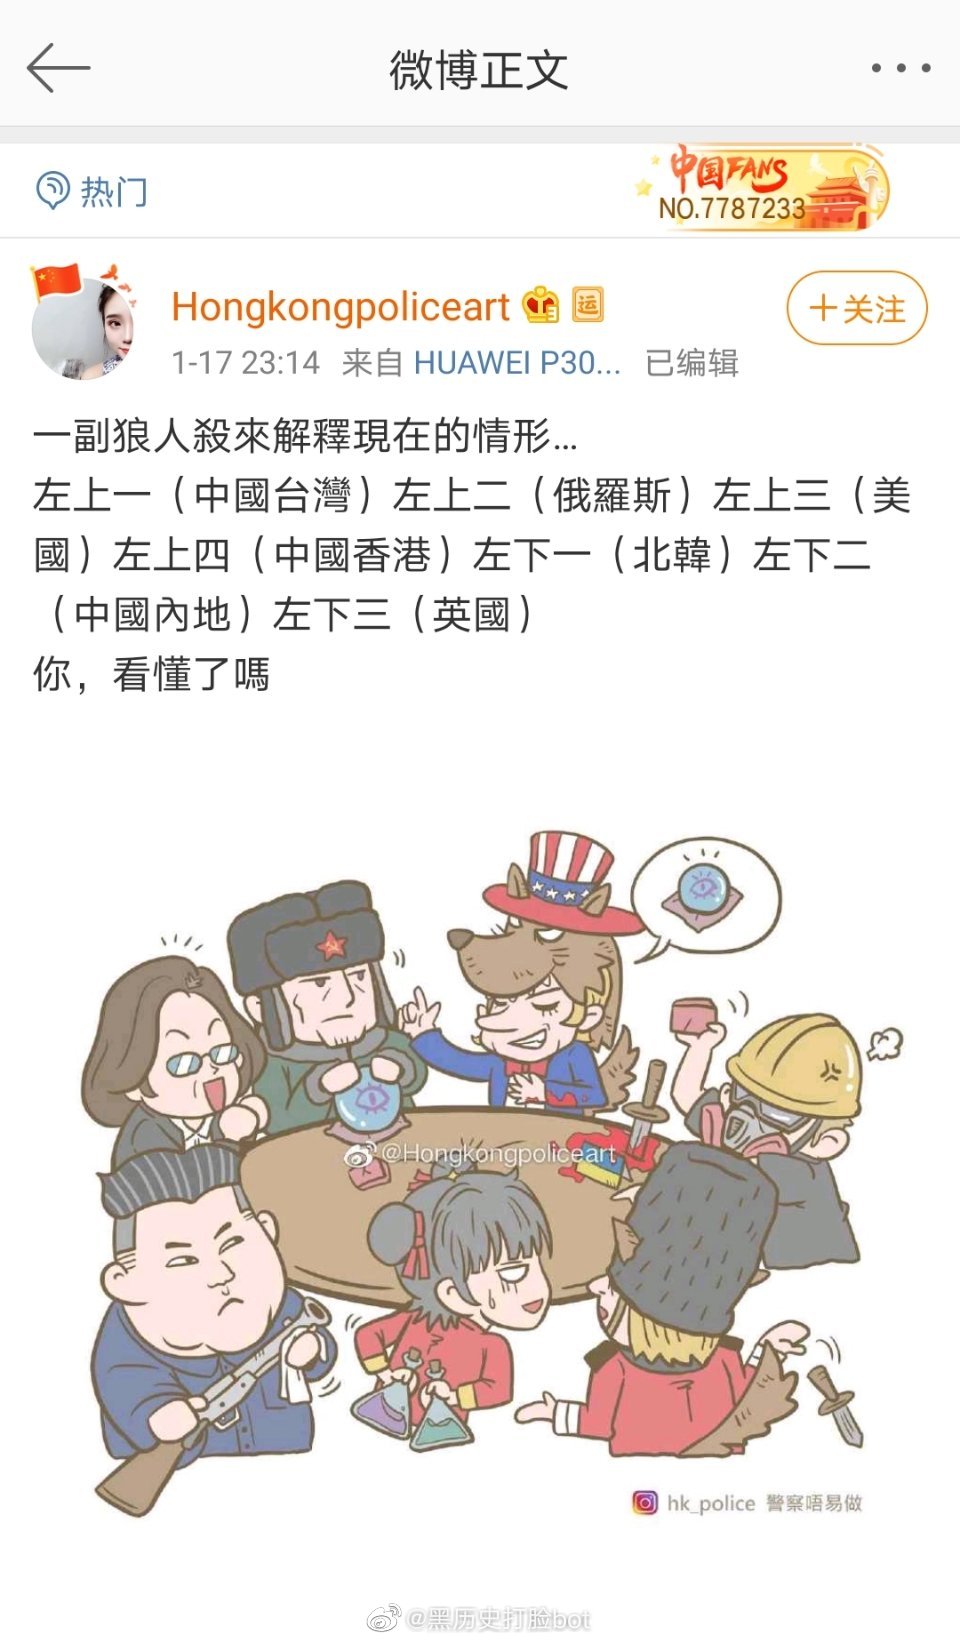 微博正文
热门
中国FANS
NO.7787233
Hongkongpoliceart 运
+关注
1-17 23:14 来自 HUAWEI P30... 已编辑
一副狼人殺來解釋現在的情形...
左上一（中國台灣）左上二（俄羅斯）左上三（美
國）左上四（中國香港）左下一（北韓）左下二
（中國內地）左下三（英國）
你，看懂了嗎
@Hongkongpoliceart
hk_police 警察唔易做
@黑历史打脸bot